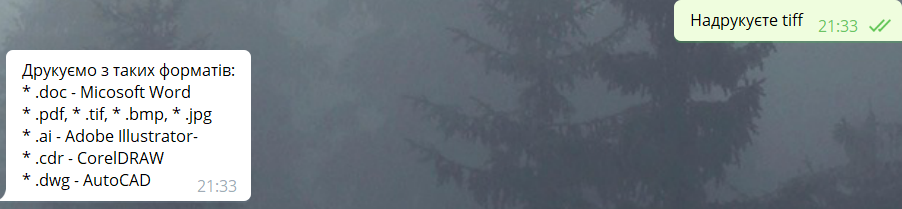 Надрукуєте tiff
21:33
Друкуємо з таких форматів:
* .doc - Micosoft Word
* .pdf, * .tif, * .bmp, * .jpg
* .ai - Adobe Illustrator-
* .cdr - CorelDRAW
* .dwg - AutoCAD
21:33